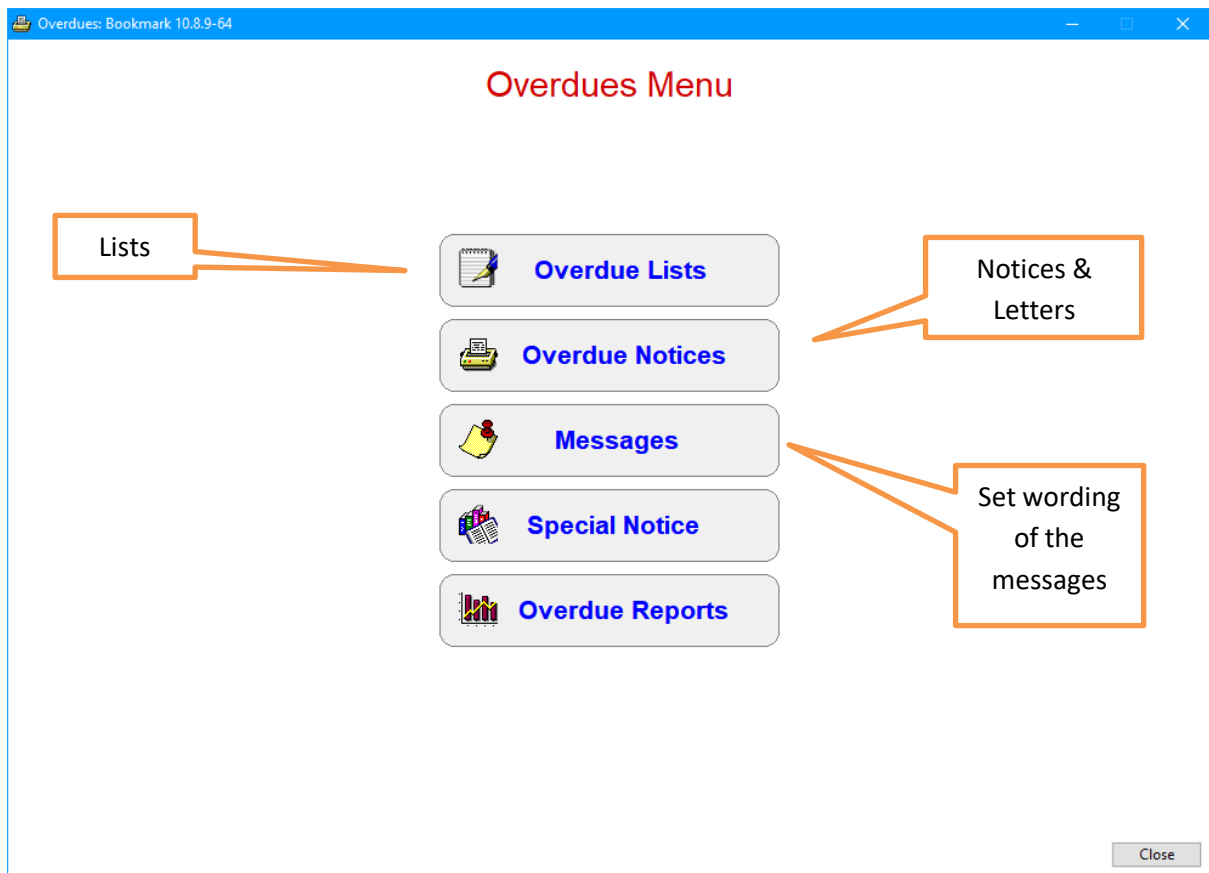 Overdues: Bookmark 10.8.9-64
Overdues Menu
Lists
Overdue Lists
Notices &
Letters
Overdue Notices
Messages
Set wording
of the
messages
Special Notice
Overdue Reports
Close